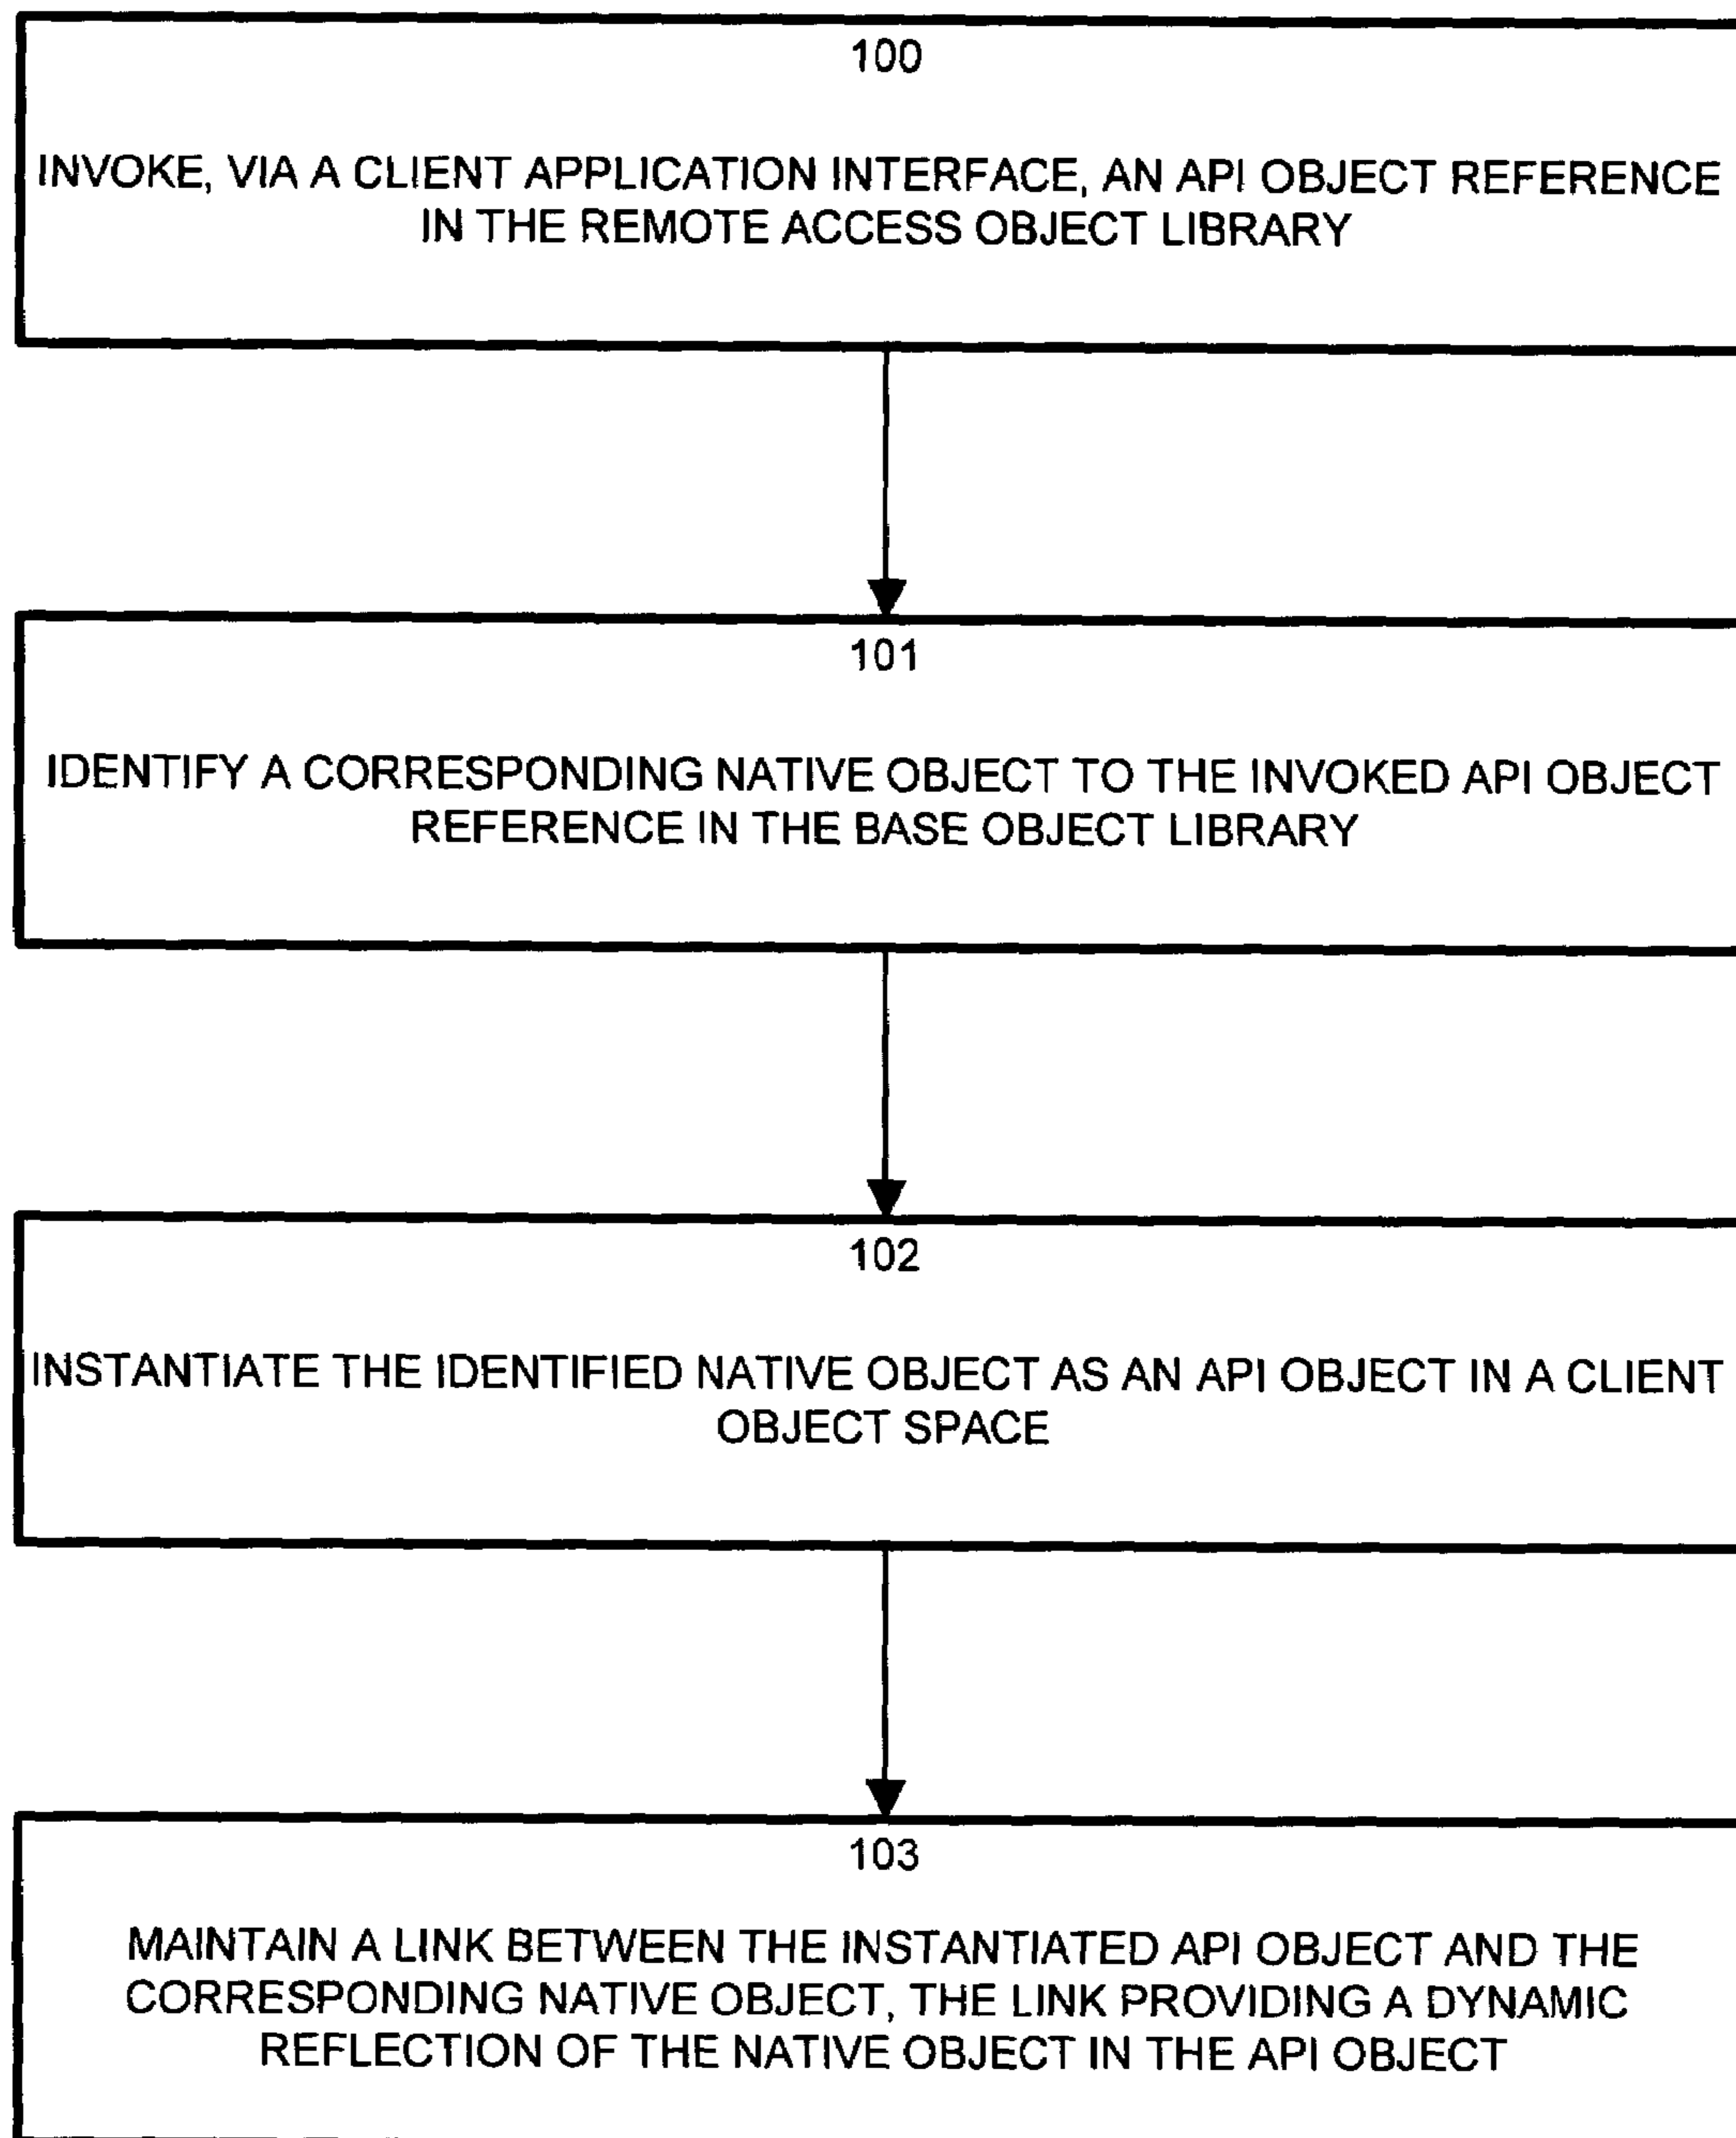 100
INVOKE, VIA A CLIENT APPLICATION INTERFACE, AN API OBJECT REFERENCE
IN THE REMOTE ACCESS OBJECT LIBRARY
101
IDENTIFY A CORRESPONDING NATIVE OBJECT TO THE INVOKED API OBJECT
REFERENCE IN THE BASE OBJECT LIBRARY
102
INSTANTIATE THE IDENTIFIED NATIVE OBJECT AS AN API OBJECT IN A CLIENT
OBJECT SPACE
103
MAINTAIN A LINK BETWEEN THE INSTANTIATED API OBJECT AND THE
CORRESPONDING NATIVE OBJECT, THE LINK PROVIDING A DYNAMIC
REFLECTION OF THE NATIVE OBJECT IN THE API OBJECT